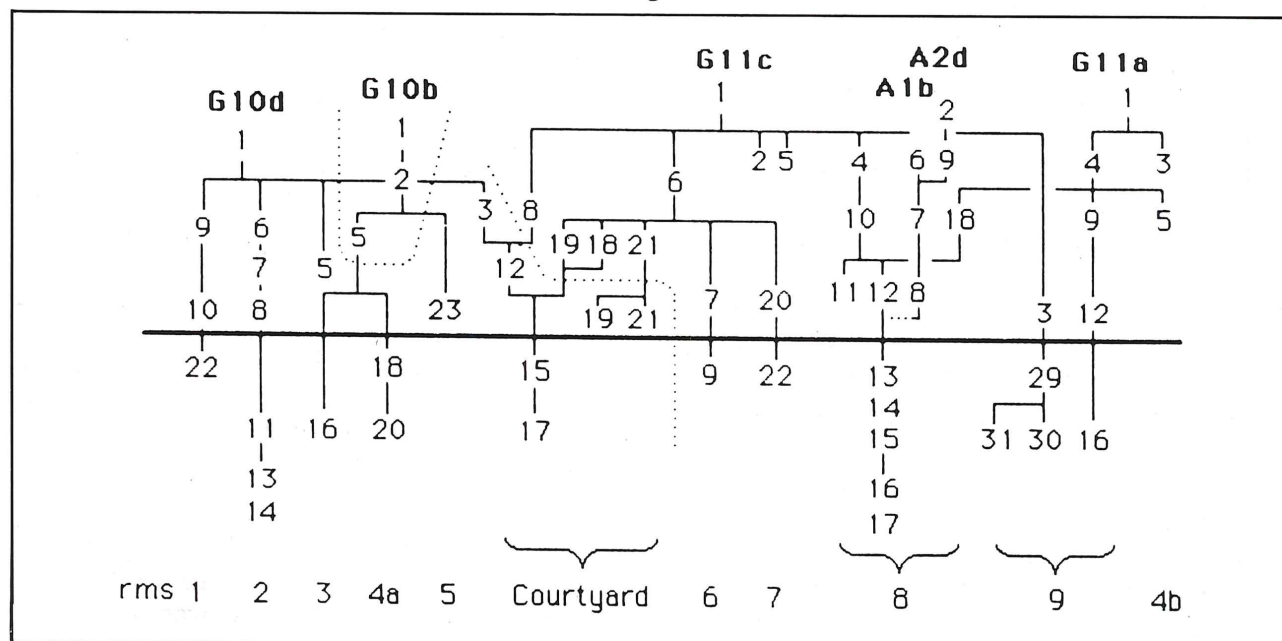 A2d
G11c G11a
A1b
G10d G10b 1 2 1
1 1
2 5 4 6 9 4 3
2 6
9 6 3 8 10 7 18 9 5
5 19 18 21
7 5 12
11 12 8
10 8 23 19 21 7 20 3 12
22 18 15 9 22 13 29
14
11 16 20 17 15 31 30 16
13 16
14 17
rms 1 2 3 4a 5 Courtyard 6 7 8 9 4b